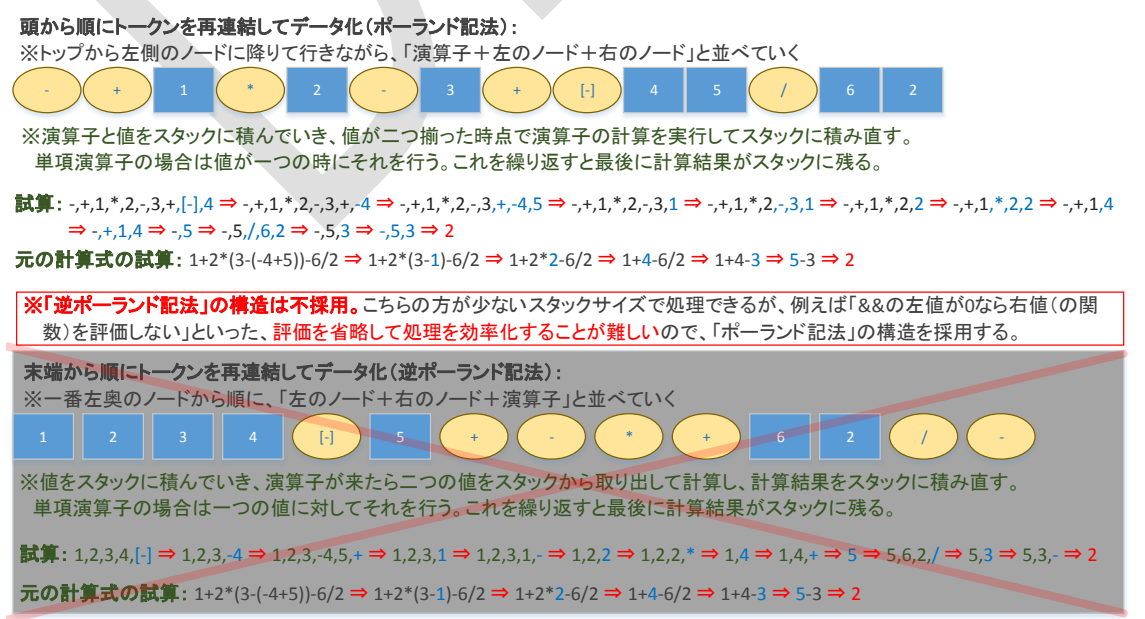 頭から順にトークンを再連結してデータ化(ポーランド記法):
※トップから左側のノードに降りて行きながら、「演算子+左のノード+右のノード」と並べていく
- + 1 * 2 - 3 + [-] 4 5 / 6 2
※演算子と値をスタックに積んでいき、値が二つ揃った時点で演算子の計算を実行してスタックに積み直す。
単項演算子の場合は値が一つの時にそれを行う。これを繰り返すと最後に計算結果がスタックに残る。
試算: -,+,1,*,2,-,3,+,[-],4 ⇒ -,+,1,*,2,-,3,+,-4 ⇒ -,+,1,*,2,-,3,+,-4,5 ⇒ -,+,1,*,2,-,3,1 ⇒ -,+,1,*,2,-,3,1 ⇒ -,+,1,*,2,2 ⇒ -,+,1,*,2,2 ⇒ -,+,1,4
⇒ -,+,1,4 ⇒ -,5 ⇒ -,5,/,6,2 ⇒ -,5,3 ⇒ -,5,3 ⇒ 2
元の計算式の試算: 1+2*(3-(-4+5))-6/2 ⇒ 1+2*(3-1)-6/2 ⇒ 1+2*2-6/2 ⇒ 1+4-6/2 ⇒ 1+4-3 ⇒ 5-3 ⇒ 2
※「逆ポーランド記法」の構造は不採用。こちらの方が少ないスタックサイズで処理できるが、例えば「&&の左値が0なら右値(の関
数)を評価しない」といった、評価を省略して処理を効率化することが難しいので、「ポーランド記法」の構造を採用する。
末端から順にトークンを再連結してデータ化(逆ポーランド記法):
※一番左奥のノードから順に、「左のノード+右のノード+演算子」と並べていく
1 2 3 4 [-] 5 + - * + 6 2 / -
※値をスタックに積んでいき、演算子が来たら二つの値をスタックから取り出して計算し、計算結果をスタックに積み直す。
単項演算子の場合は一つの値に対してそれを行う。これを繰り返すと最後に計算結果がスタックに残る。
試算: 1,2,3,4,[-] ⇒ 1,2,3,-4 ⇒ 1,2,3,-4,5,+ ⇒ 1,2,3,1 ⇒ 1,2,3,1,- ⇒ 1,2,2 ⇒ 1,2,2,* ⇒ 1,4 ⇒ 1,4,+ ⇒ 5 ⇒ 5,6,2,/ ⇒ 5,3 ⇒ 5,3,- ⇒ 2
元の計算式の試算: 1+2*(3-(-4+5))-6/2 ⇒ 1+2*(3-1)-6/2 ⇒ 1+2*2-6/2 ⇒ 1+4-6/2 ⇒ 1+4-3 ⇒ 5-3 ⇒ 2